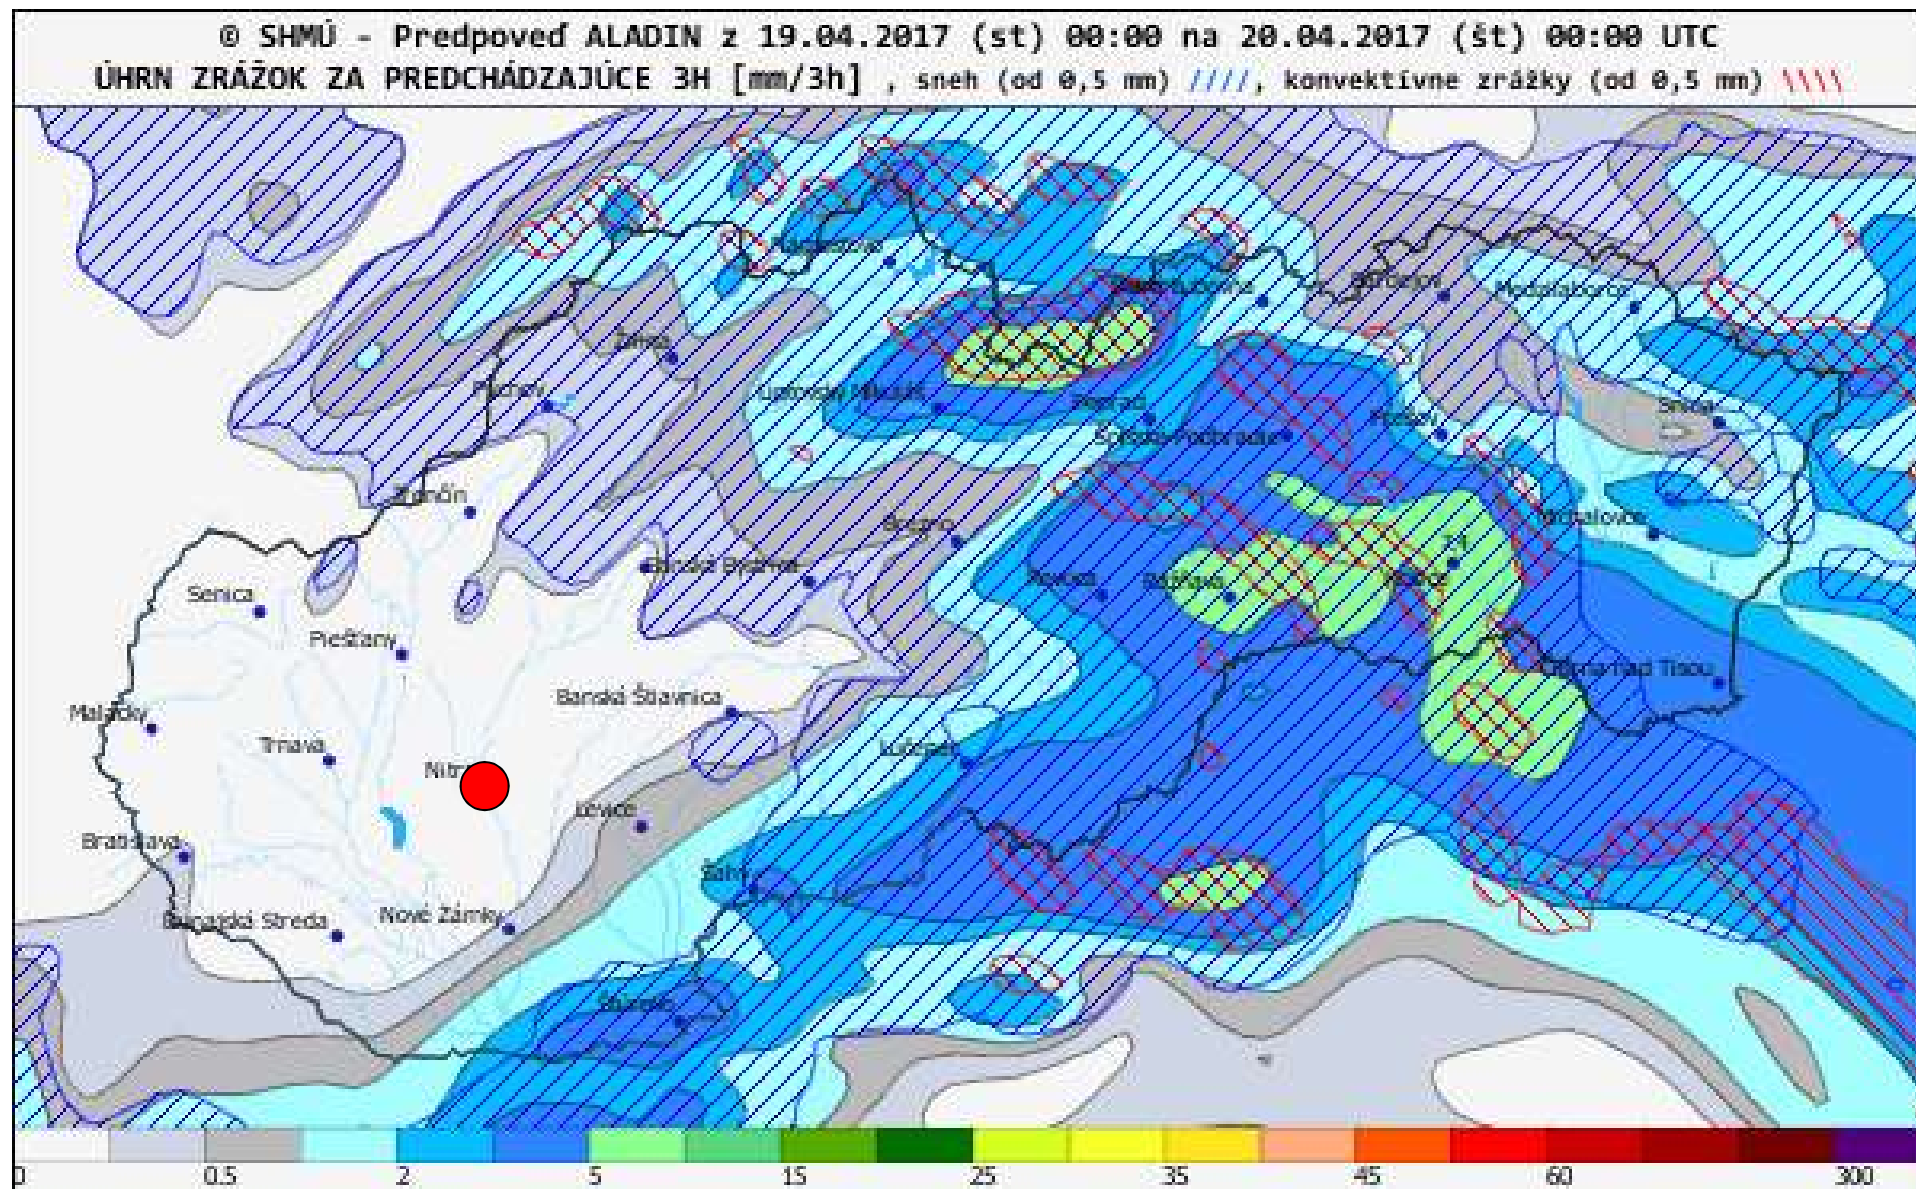 © SHMÚ - Predpoveď ALADIN z 19.04.2017 (st) 00:00 na 20.04.2017 (št) 00:00 UTC
ÚHRN ZRÁŽOK ZA PREDCHÁDZAJÚCE 3H [mm/3h] , sneh (od 0,5 mm) ////, konvektívne zrážky (od 0,5 mm) \\\\
Medzilaborce
Žilina
Púchov
Liptovský Mikuláš
Poprad
Prešov
Snina
Spišské Podhradie
Trenčín
Michalovce
Brezno
Banská Bystrica
Revúca
Rožňava
Senica
Piešťany
Čierna nad Tisou
Banská Štiavnica
Malacky
Trnava
Lučenec
Nitra
Levice
Bratislava
Šahy
Dunajská Streda
Nové Zámky
Štúrovo
0 0.5 2 5 15 25 35 45 60 300